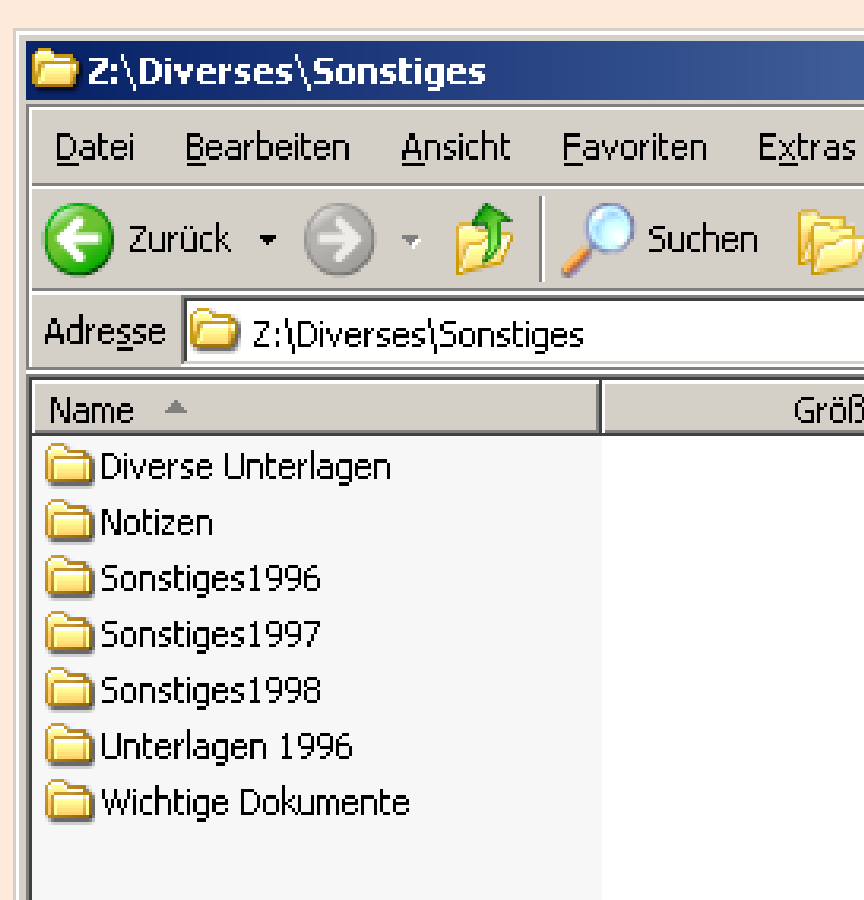 Z:\Diverses\Sonstiges
Datei Bearbeiten Ansicht Favoriten Extras
Zurück Suchen
Adresse Z:\Diverses\Sonstiges
Name Größ
Diverse Unterlagen
Notizen
Sonstiges1996
Sonstiges1997
Sonstiges1998
Unterlagen 1996
Wichtige Dokumente